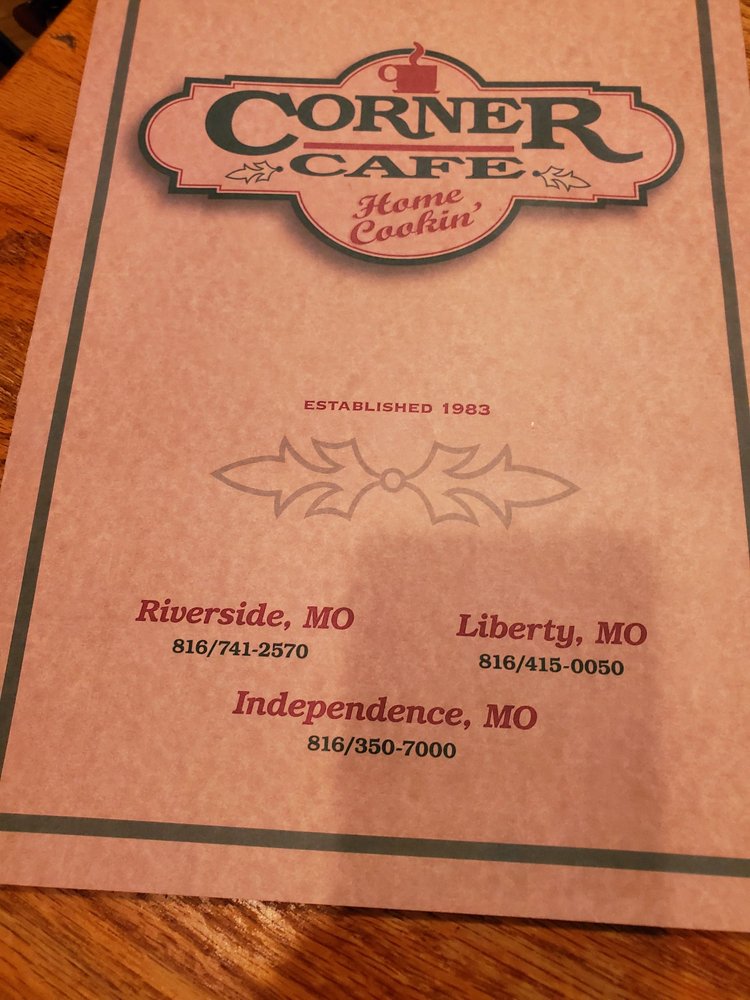 CORNER
CAFE
Home
Cookin'
ESTABLISHED 1983
Riverside, MO
816/741-2570
Liberty, MO
816/415-0050
Independence, MO
816/350-7000